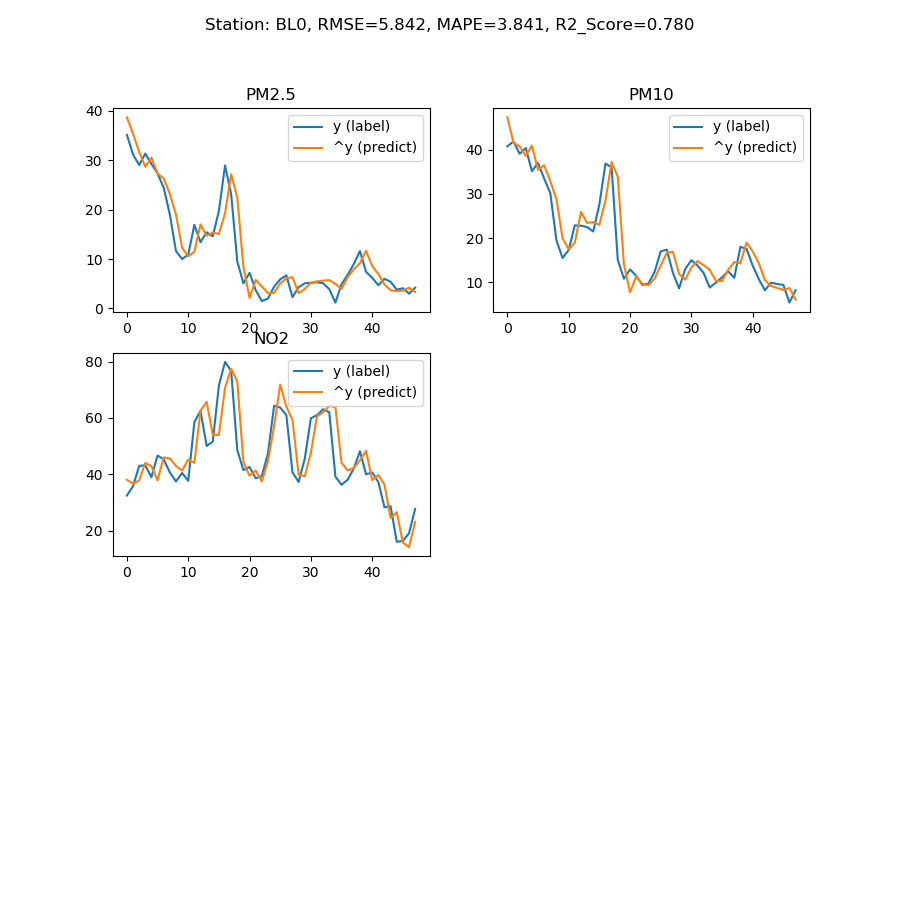 Station: BL0, RMSE=5.842, MAPE=3.841, R2_Score=0.780
PM2.5
40
30
20
10
0
0 10 20 30 40
y (label)
^y (predict)
PM10
40
30
20
10
0 10 20 30 40
y (label)
^y (predict)
NO2
80
60
40
20
0 10 20 30 40
y (label)
^y (predict)